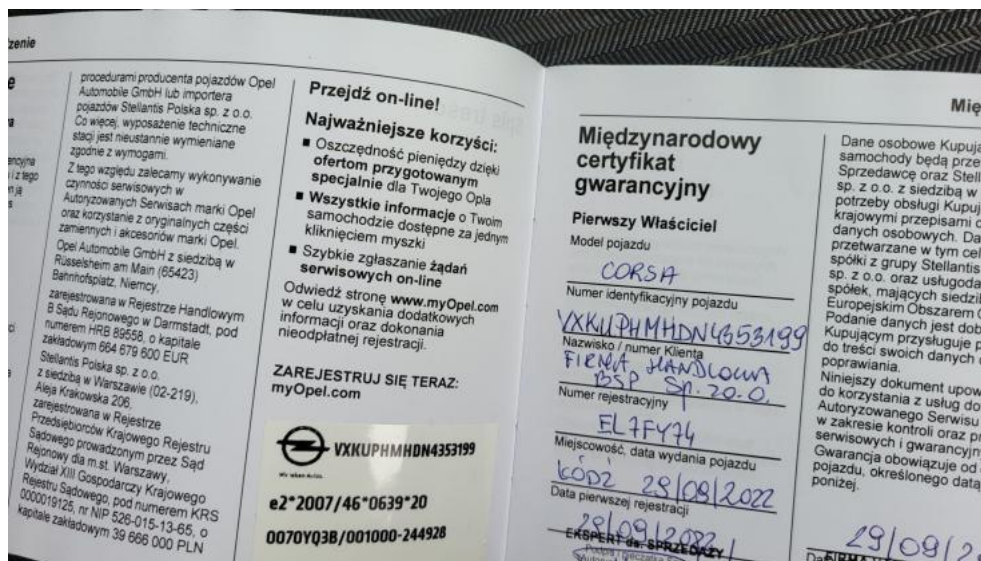 zenie
procedurami producenta pojazdów Opel
Automobile GmbH lub importera
pojazdów Stellantis Polska sp. z o.o.
Co więcej, wyposażenie techniczne
stacji jest nieustannie wymieniane
zgodnie z wymogami.
Z tego względu zalecamy wykonywanie
czynności serwisowych w
Autoryzowanych Serwisach marki Opel
oraz korzystanie z oryginalnych części
zamiennych i akcesoriów marki Opel.
Opel Automobile GmbH z siedzibą w
Rüsselsheim am Main (65423)
Bahnhofsplatz, Niemcy,
zarejestrowana w Rejestrze Handlowym
B Sądu Rejonowego w Darmstadt, pod
numerem HRB 89558, o kapitale
zakładowym 664 679 600 EUR
Stellantis Polska sp. z o.o.
z siedzibą w Warszawie (02-219),
Aleja Krakowska 206,
zarejestrowana w Rejestrze
Przedsiębiorców Krajowego Rejestru
Sądowego prowadzonym przez Sąd
Rejonowy dla m.st. Warszawy,
Wydział XIII Gospodarczy Krajowego
Rejestru Sądowego, pod numerem KRS
0000019125, nr NIP 526-015-13-65, o
kapitale zakładowym 39 666 000 PLN
Przejdź on-line!
Najważniejsze korzyści:
Oszczędność pieniędzy dzięki
ofertom przygotowanym
specjalnie dla Twojego Opla
Wszystkie informacje o Twoim
samochodzie dostępne za jednym
kliknięciem myszki
Szybkie zgłaszanie żądań
serwisowych on-line
Odwiedź stronę www.myOpel.com
w celu uzyskania dodatkowych
informacji oraz dokonania
nieodpłatnej rejestracji.
ZAREJESTRUJ SIĘ TERAZ:
myOpel.com
VXKUPHMHDN4353199
e2*2007/46*0639*20
0070YQ3B/001000-244928
Mię
Międzynarodowy
certyfikat
gwarancyjny
Pierwszy Właściciel
Model pojazdu
CORSA
Numer identyfikacyjny pojazdu
VXKUPHMHDN4353199
Nazwisko / numer Klienta
FIRMA HANDLOWA
BSP Sp. z o.o.
Numer rejestracyjny
EL7FY74
Miejscowość, data wydania pojazdu
ŁÓDŹ 29/09/2022
Data pierwszej rejestracji
29/09/2022
EKSPERT ds. SPRZEDAŻY
Dane osobowe Kupują
samochody będą prze
Sprzedawcę oraz Stell
sp. z o.o. z siedzibą w
potrzeby obsługi Kupuj
krajowymi przepisami o
danych osobowych. Da
przetwarzane w tym cel
spółki z grupy Stellantis
sp. z o.o. oraz usługoda
spółek, mających siedzi
Europejskim Obszarem
Podanie danych jest dob
Kupującym przysługuje p
do treści swoich danych
poprawiania.
Niniejszy dokument upow
do korzystania z usług do
Autoryzowanego Serwisu
w zakresie kontroli oraz pr
serwisowych i gwarancyjn
Gwarancja obowiązuje od
pojazdu, określonego datą
poniżej.
29/09/2